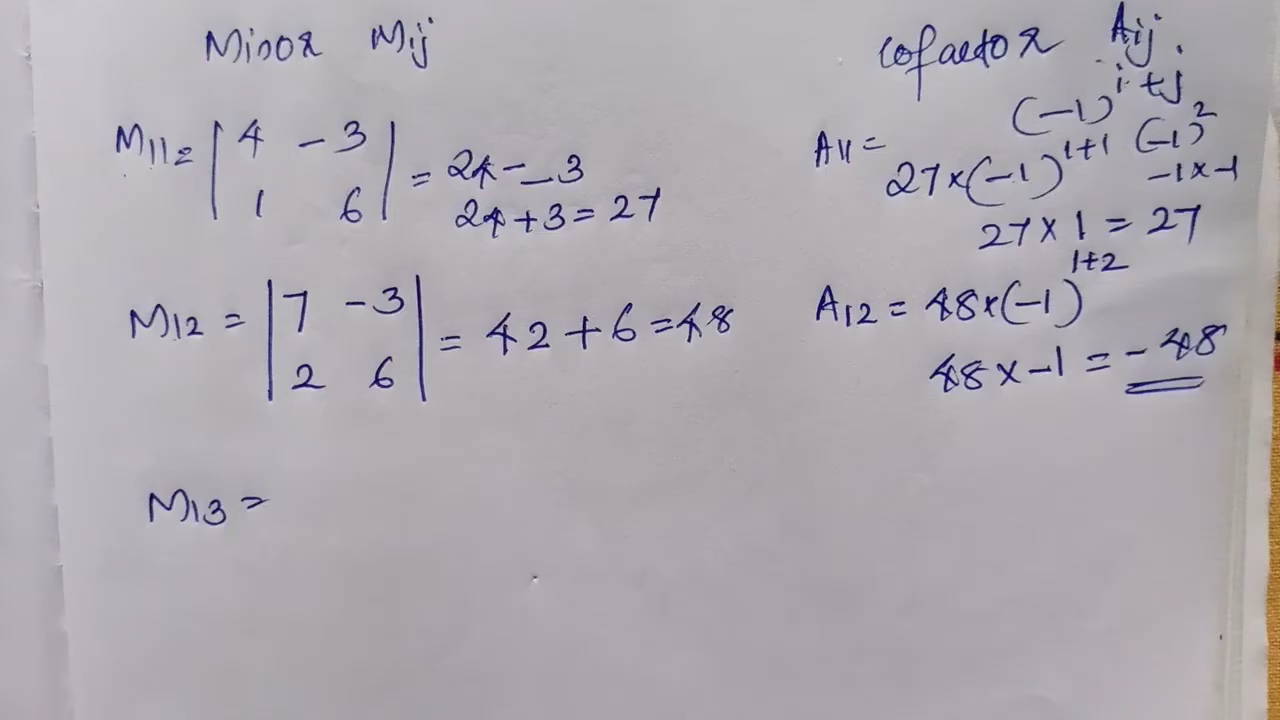 Minor Mij
cofactor Aij.
(-1)^i+j
M11= | 4 -3 | = 24 - -3
| 1 6 | 24+3=27
A11=
27×(-1)^1+1 (-1)^2
-1×-1
27×1=27
M12 = | 7 -3 | = 42+6=48
| 2 6 |
A12=48×(-1)^1+2
48×-1=-48
M13=